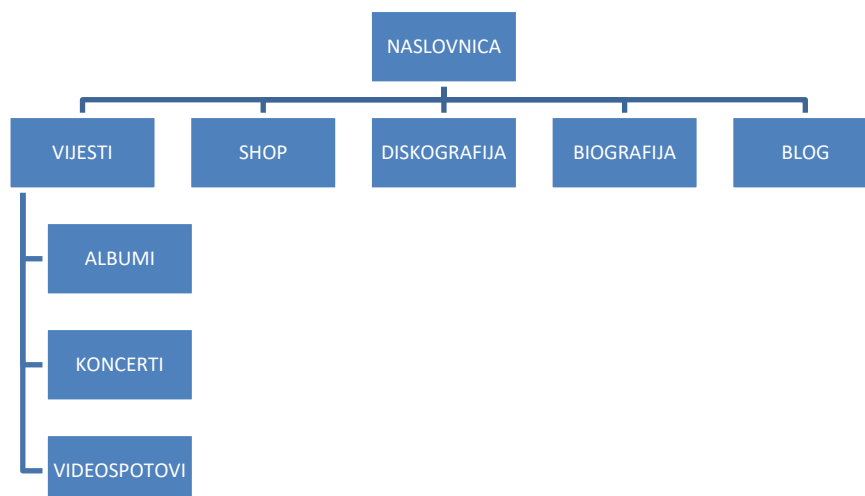 NASLOVNICA
VIJESTI
SHOP
DISKOGRAFIJA
BIOGRAFIJA
BLOG
ALBUMI
KONCERTI
VIDEOSPOTOVI